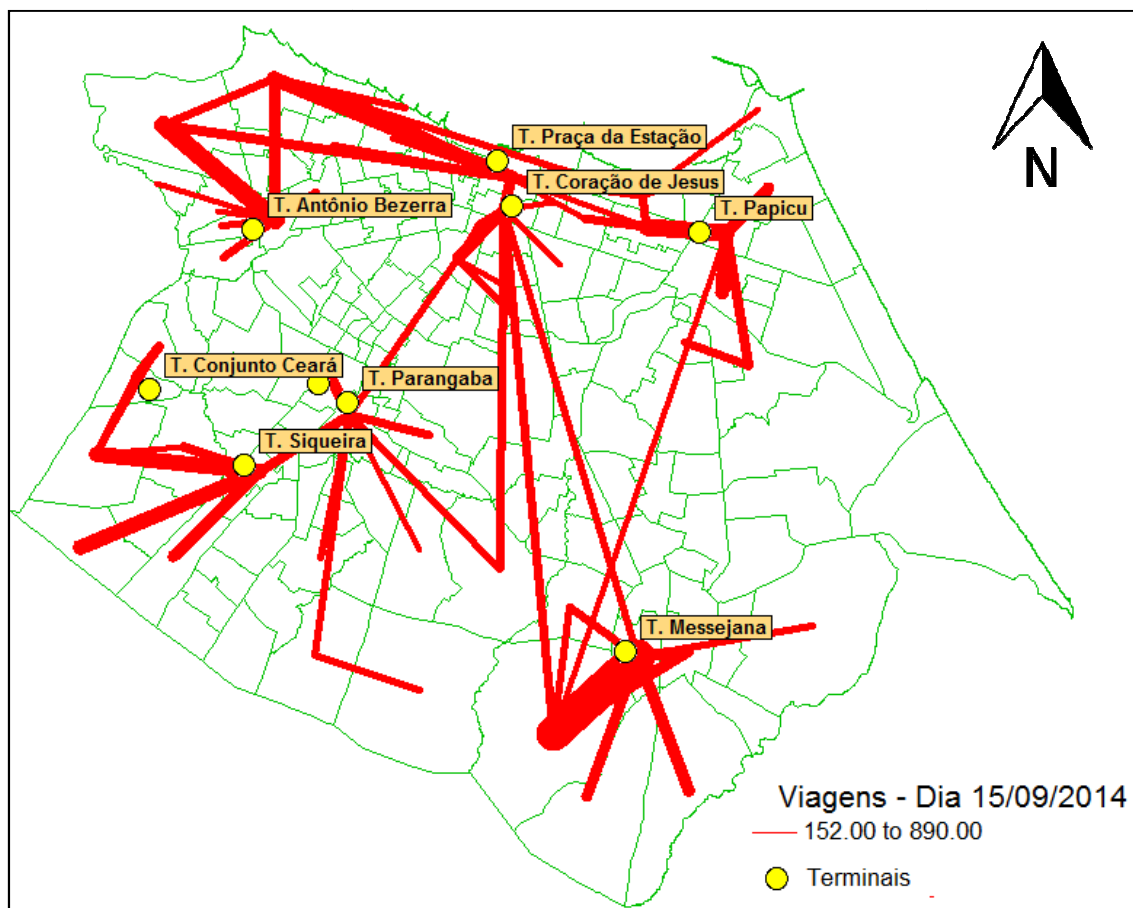 N
T. Praça da Estação
T. Coração de Jesus
T. Antônio Bezerra
T. Papicu
T. Conjunto Ceará
T. Parangaba
T. Siqueira
T. Messejana
Viagens - Dia 15/09/2014
152.00 to 890.00
Terminais